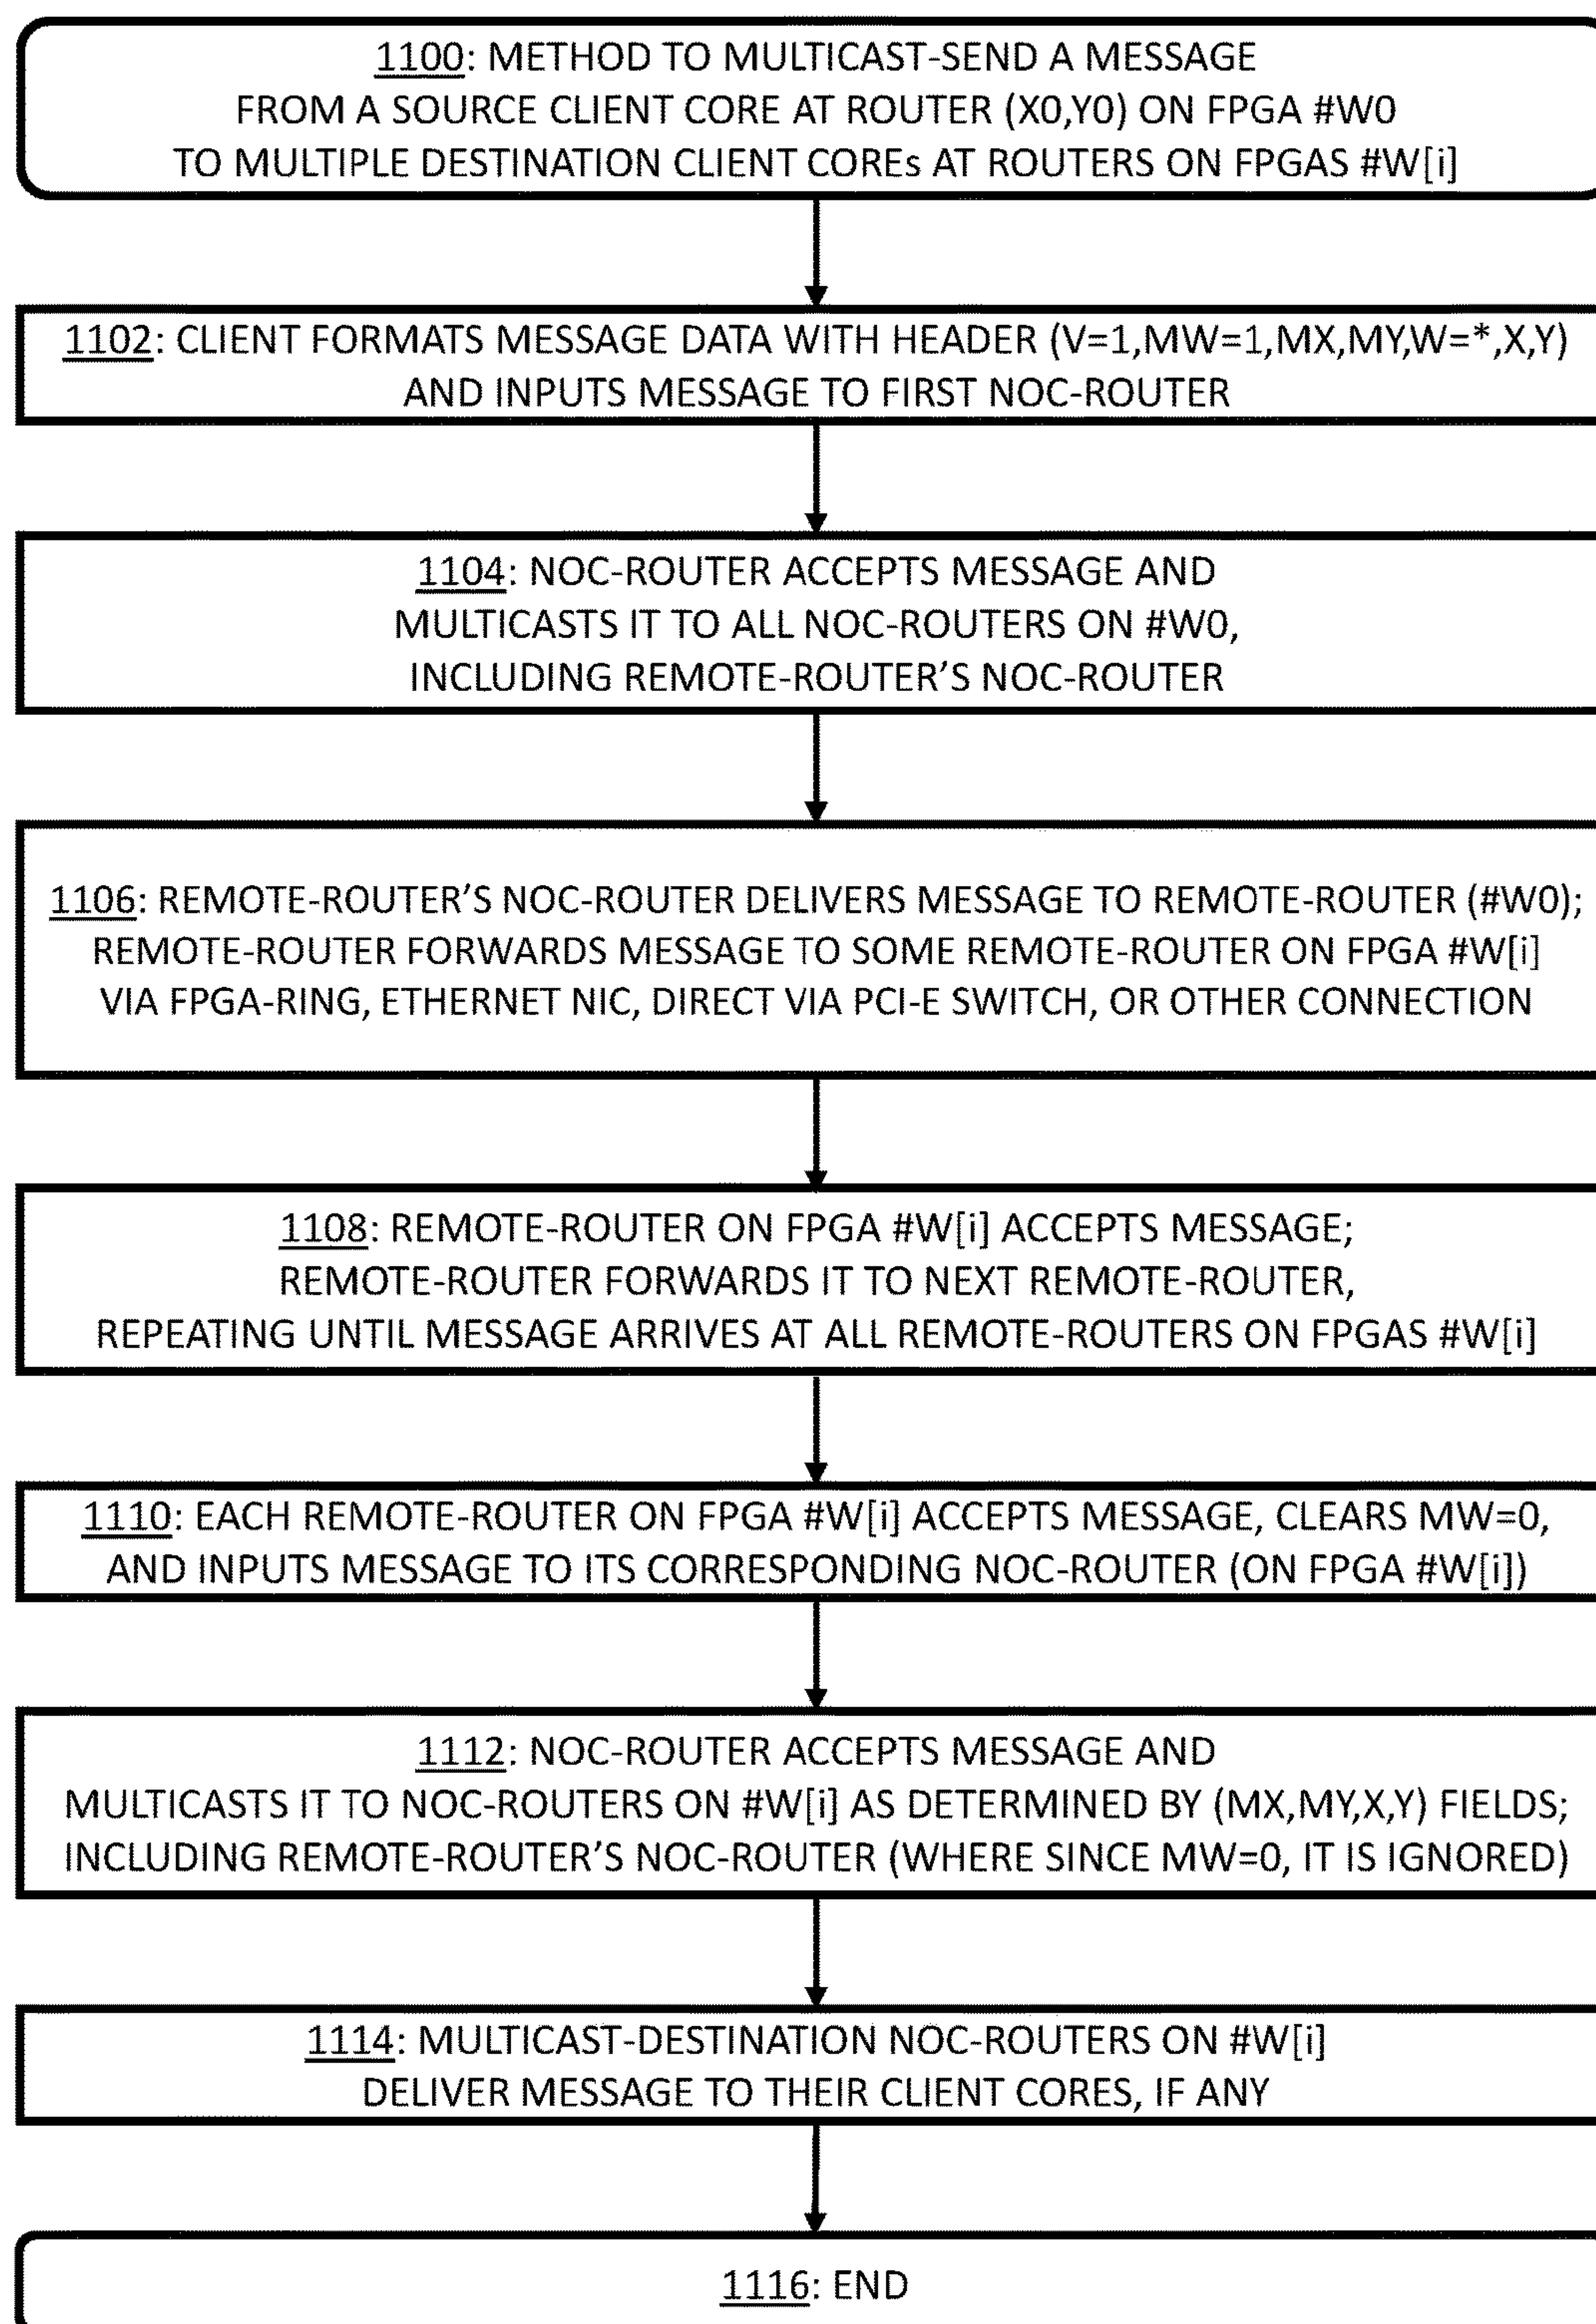 1100: METHOD TO MULTICAST-SEND A MESSAGE
FROM A SOURCE CLIENT CORE AT ROUTER (X0,Y0) ON FPGA #W0
TO MULTIPLE DESTINATION CLIENT COREs AT ROUTERS ON FPGAS #W[i]
1102: CLIENT FORMATS MESSAGE DATA WITH HEADER (V=1,MW=1,MX,MY,W=*,X,Y)
AND INPUTS MESSAGE TO FIRST NOC-ROUTER
1104: NOC-ROUTER ACCEPTS MESSAGE AND
MULTICASTS IT TO ALL NOC-ROUTERS ON #W0,
INCLUDING REMOTE-ROUTER’S NOC-ROUTER
1106: REMOTE-ROUTER’S NOC-ROUTER DELIVERS MESSAGE TO REMOTE-ROUTER (#W0);
REMOTE-ROUTER FORWARDS MESSAGE TO SOME REMOTE-ROUTER ON FPGA #W[i]
VIA FPGA-RING, ETHERNET NIC, DIRECT VIA PCI-E SWITCH, OR OTHER CONNECTION
1108: REMOTE-ROUTER ON FPGA #W[i] ACCEPTS MESSAGE;
REMOTE-ROUTER FORWARDS IT TO NEXT REMOTE-ROUTER,
REPEATING UNTIL MESSAGE ARRIVES AT ALL REMOTE-ROUTERS ON FPGAS #W[i]
1110: EACH REMOTE-ROUTER ON FPGA #W[i] ACCEPTS MESSAGE, CLEARS MW=0,
AND INPUTS MESSAGE TO ITS CORRESPONDING NOC-ROUTER (ON FPGA #W[i])
1112: NOC-ROUTER ACCEPTS MESSAGE AND
MULTICASTS IT TO NOC-ROUTERS ON #W[i] AS DETERMINED BY (MX,MY,X,Y) FIELDS;
INCLUDING REMOTE-ROUTER’S NOC-ROUTER (WHERE SINCE MW=0, IT IS IGNORED)
1114: MULTICAST-DESTINATION NOC-ROUTERS ON #W[i]
DELIVER MESSAGE TO THEIR CLIENT CORES, IF ANY
1116: END